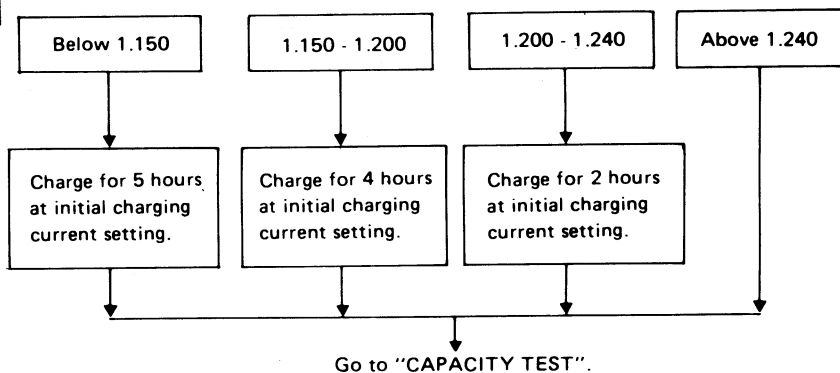 Below 1.150
1.150 - 1.200
1.200 - 1.240
Above 1.240
Charge for 5 hours
at initial charging
current setting.
Charge for 4 hours
at initial charging
current setting.
Charge for 2 hours
at initial charging
current setting.
Go to "CAPACITY TEST".